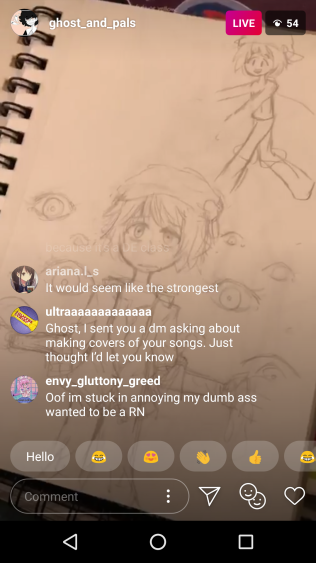 ghost_and_pals
LIVE
54
ariana.l_s
It would seem like the strongest
ultraaaaaaaaaaaaa
Ghost, I sent you a dm asking about
making covers of your songs. Just
thought I'd let you know
envy_gluttony_greed
Oof im stuck in annoying my dumb ass
wanted to be a RN
Hello
Comment